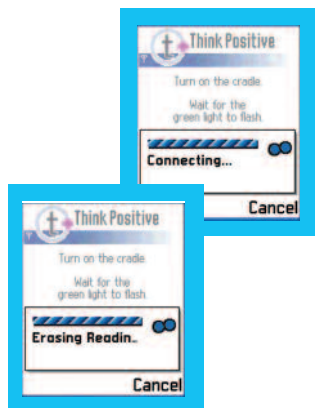 Think Positive
Turn on the cradle
Wait for the
green light to flash
Connecting...
Cancel
Think Positive
Turn on the cradle
Wait for the
green light to flash
Erasing Readin..
Cancel